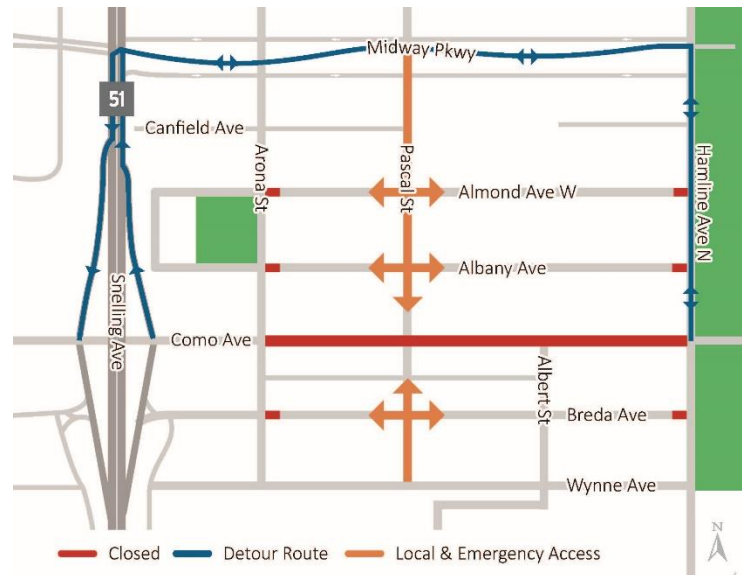 Midway Pkwy
51
Canfield Ave
Arona St
Pascal St
Hamline Ave N
Almond Ave W
Albany Ave
Snelling Ave
Como Ave
Albert St
Breda Ave
Wynne Ave
N
Closed
Detour Route
Local & Emergency Access